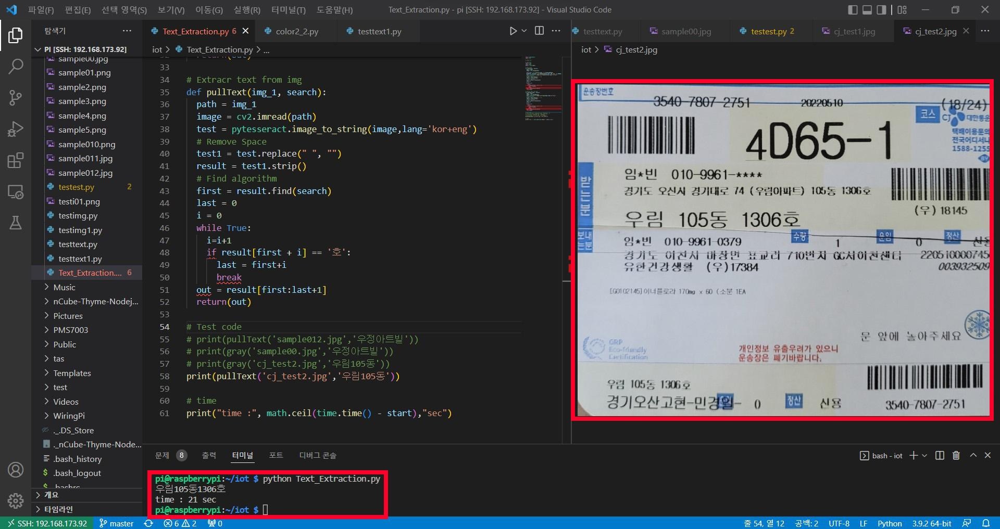 파일(F) 편집(E) 선택 영역(S) 보기(V) 이동(G) 실행(R) 터미널(T) 도움말(H)
Text_Extraction.py - pi [SSH: 192.168.173.92] - Visual Studio Code
탐색기
PI [SSH: 192.168.173.92]
sample00.jpg
sample01.png
sample2.png
sample3.png
sample4.png
sample5.png
sample010.png
sample011.jpg
sample012.jpg
testest.py 2
testi01.png
testimg.py
testimg1.py
testtext.py
testtext1.py
Text_Extraction.... 6
Music
nCube-Thyme-Nodej...
Pictures
PMS7003
Public
tas
Templates
test
Videos
WiringPi
._.DS_Store
._nCube-Thyme-Node...
.bash_history
.bash_logout
.bashrc
개요
타임라인
Text_Extraction.py 6 color2_2.py testtext1.py
iot > Text_Extraction.py > ...
return(out)
33
34 # Extracr text from img
35 def pullText(img_1, search):
36 path = img_1
37 image = cv2.imread(path)
38 test = pytesseract.image_to_string(image,lang='kor+eng')
39 # Remove Space
40 test1 = test.replace(" ", "")
41 result = test1.strip()
42 # Find algorithm
43 first = result.find(search)
44 last = 0
45 i = 0
46 while True:
47 i=i+1
48 if result[first + i] == '호':
49 last = first+i
50 break
51 out = result[first:last+1]
52 return(out)
53
54 # Test code
55 # print(pullText('sample012.jpg','우정아트빌'))
56 # print(gray('sample00.jpg','우정아트빌'))
57 # print(gray('cj_test2.jpg','우림105동'))
58 print(pullText('cj_test2.jpg','우림105동'))
59
60 # time
61 print("time :", math.ceil(time.time() - start),"sec")
testtext.py sample00.jpg testest.py 2 cj_test1.jpg cj_test2.jpg
iot > cj_test2.jpg
운송장번호
3540-7807-2751 20220510 (18/24)
코스 CJ 대한통운
4D65-1
택배이용문의
전국어디서나
1588-1255
받는분
임*빈 010-9961-****
경기도 오산시 경기대로 74 (우림아파트) 105동 1306호
(우) 18145
우림 105동 1306호
보내는분
임*빈 010-9961-0379 수량 1 운임 0 정산 신용
경기도 이천시 마장면 표교리 710번지 GC서이천센터 220510000745
유한건강생활 (우)17384 003932509
[G0102145]이너플로라 170mg x 60 (소분 1EA
문 앞에 놓아주세요
GRP
Eco-friendly
Certification
개인정보 유출우려가 있으니
운송장은 폐기바랍니다.
우림 105동 1306호
경기오산고현-민경일- 0 정산 신용 3540-7807-2751
문제 8 출력 터미널 포트 디버그 콘솔
bash - iot
pi@raspberrypi:~/iot $ python Text_Extraction.py
우림105동1306호
time : 21 sec
pi@raspberrypi:~/iot $
SSH: 192.168.173.92 master 6 2 0
줄 54, 열 12 공백: 2 UTF-8 LF Python 3.9.2 64-bit